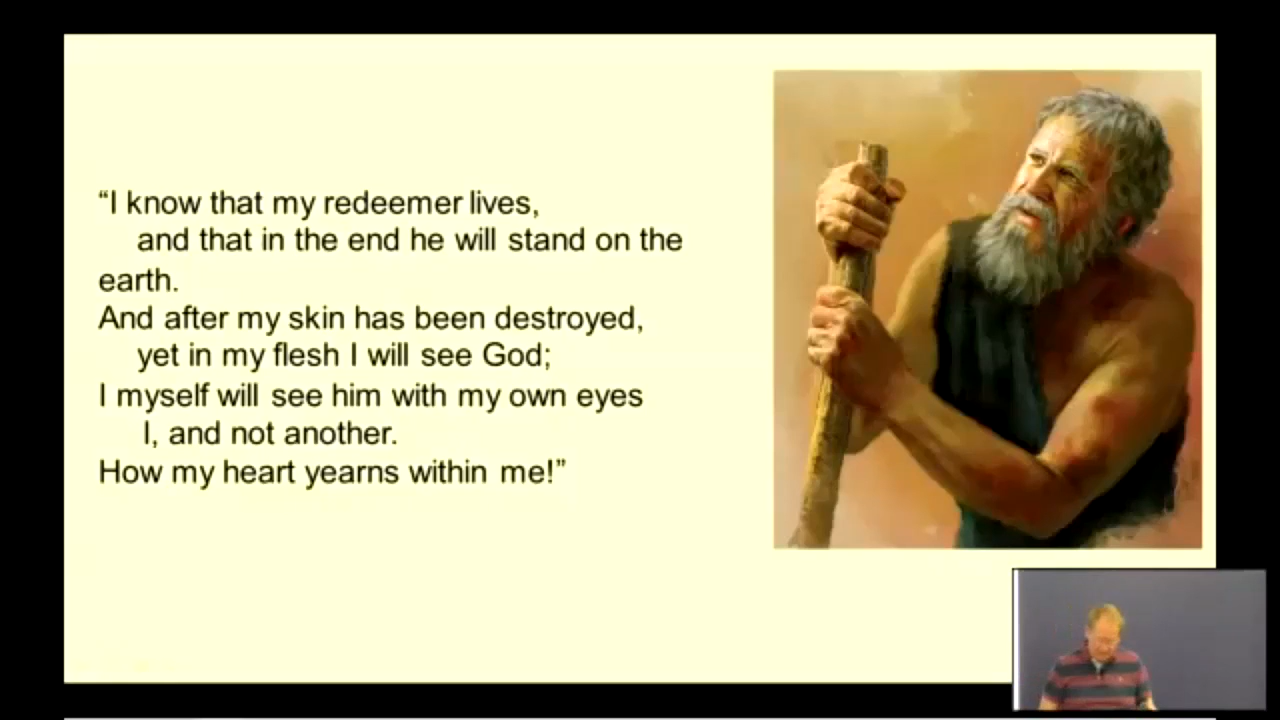 “I know that my redeemer lives,
and that in the end he will stand on the
earth.
And after my skin has been destroyed,
yet in my flesh I will see God;
I myself will see him with my own eyes
I, and not another.
How my heart yearns within me!”